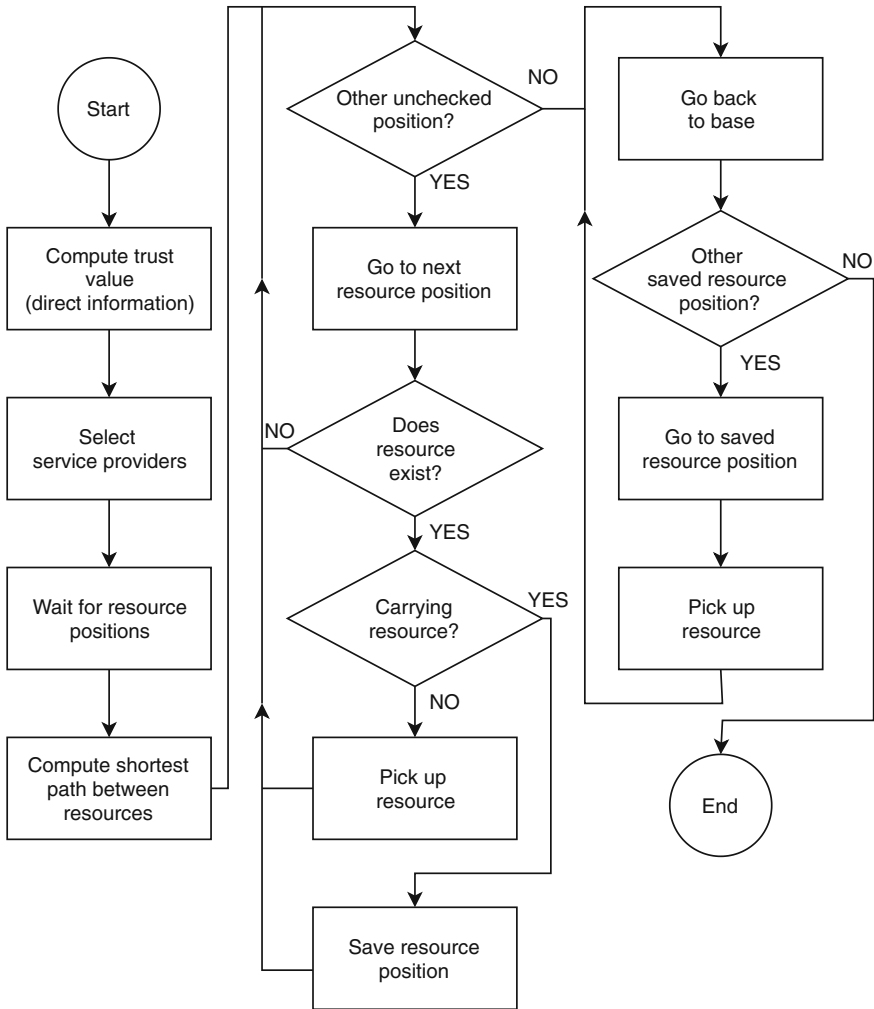 Start
Compute trust
value
(direct information)
Select
service providers
Wait for resource
positions
Compute shortest
path between
resources
Other unchecked
position?
NO
YES
Go to next
resource position
Does
resource
exist?
NO
YES
Carrying
resource?
YES
NO
Pick up
resource
Save resource
position
Go back
to base
Other
saved resource
position?
NO
YES
Go to saved
resource position
Pick up
resource
End